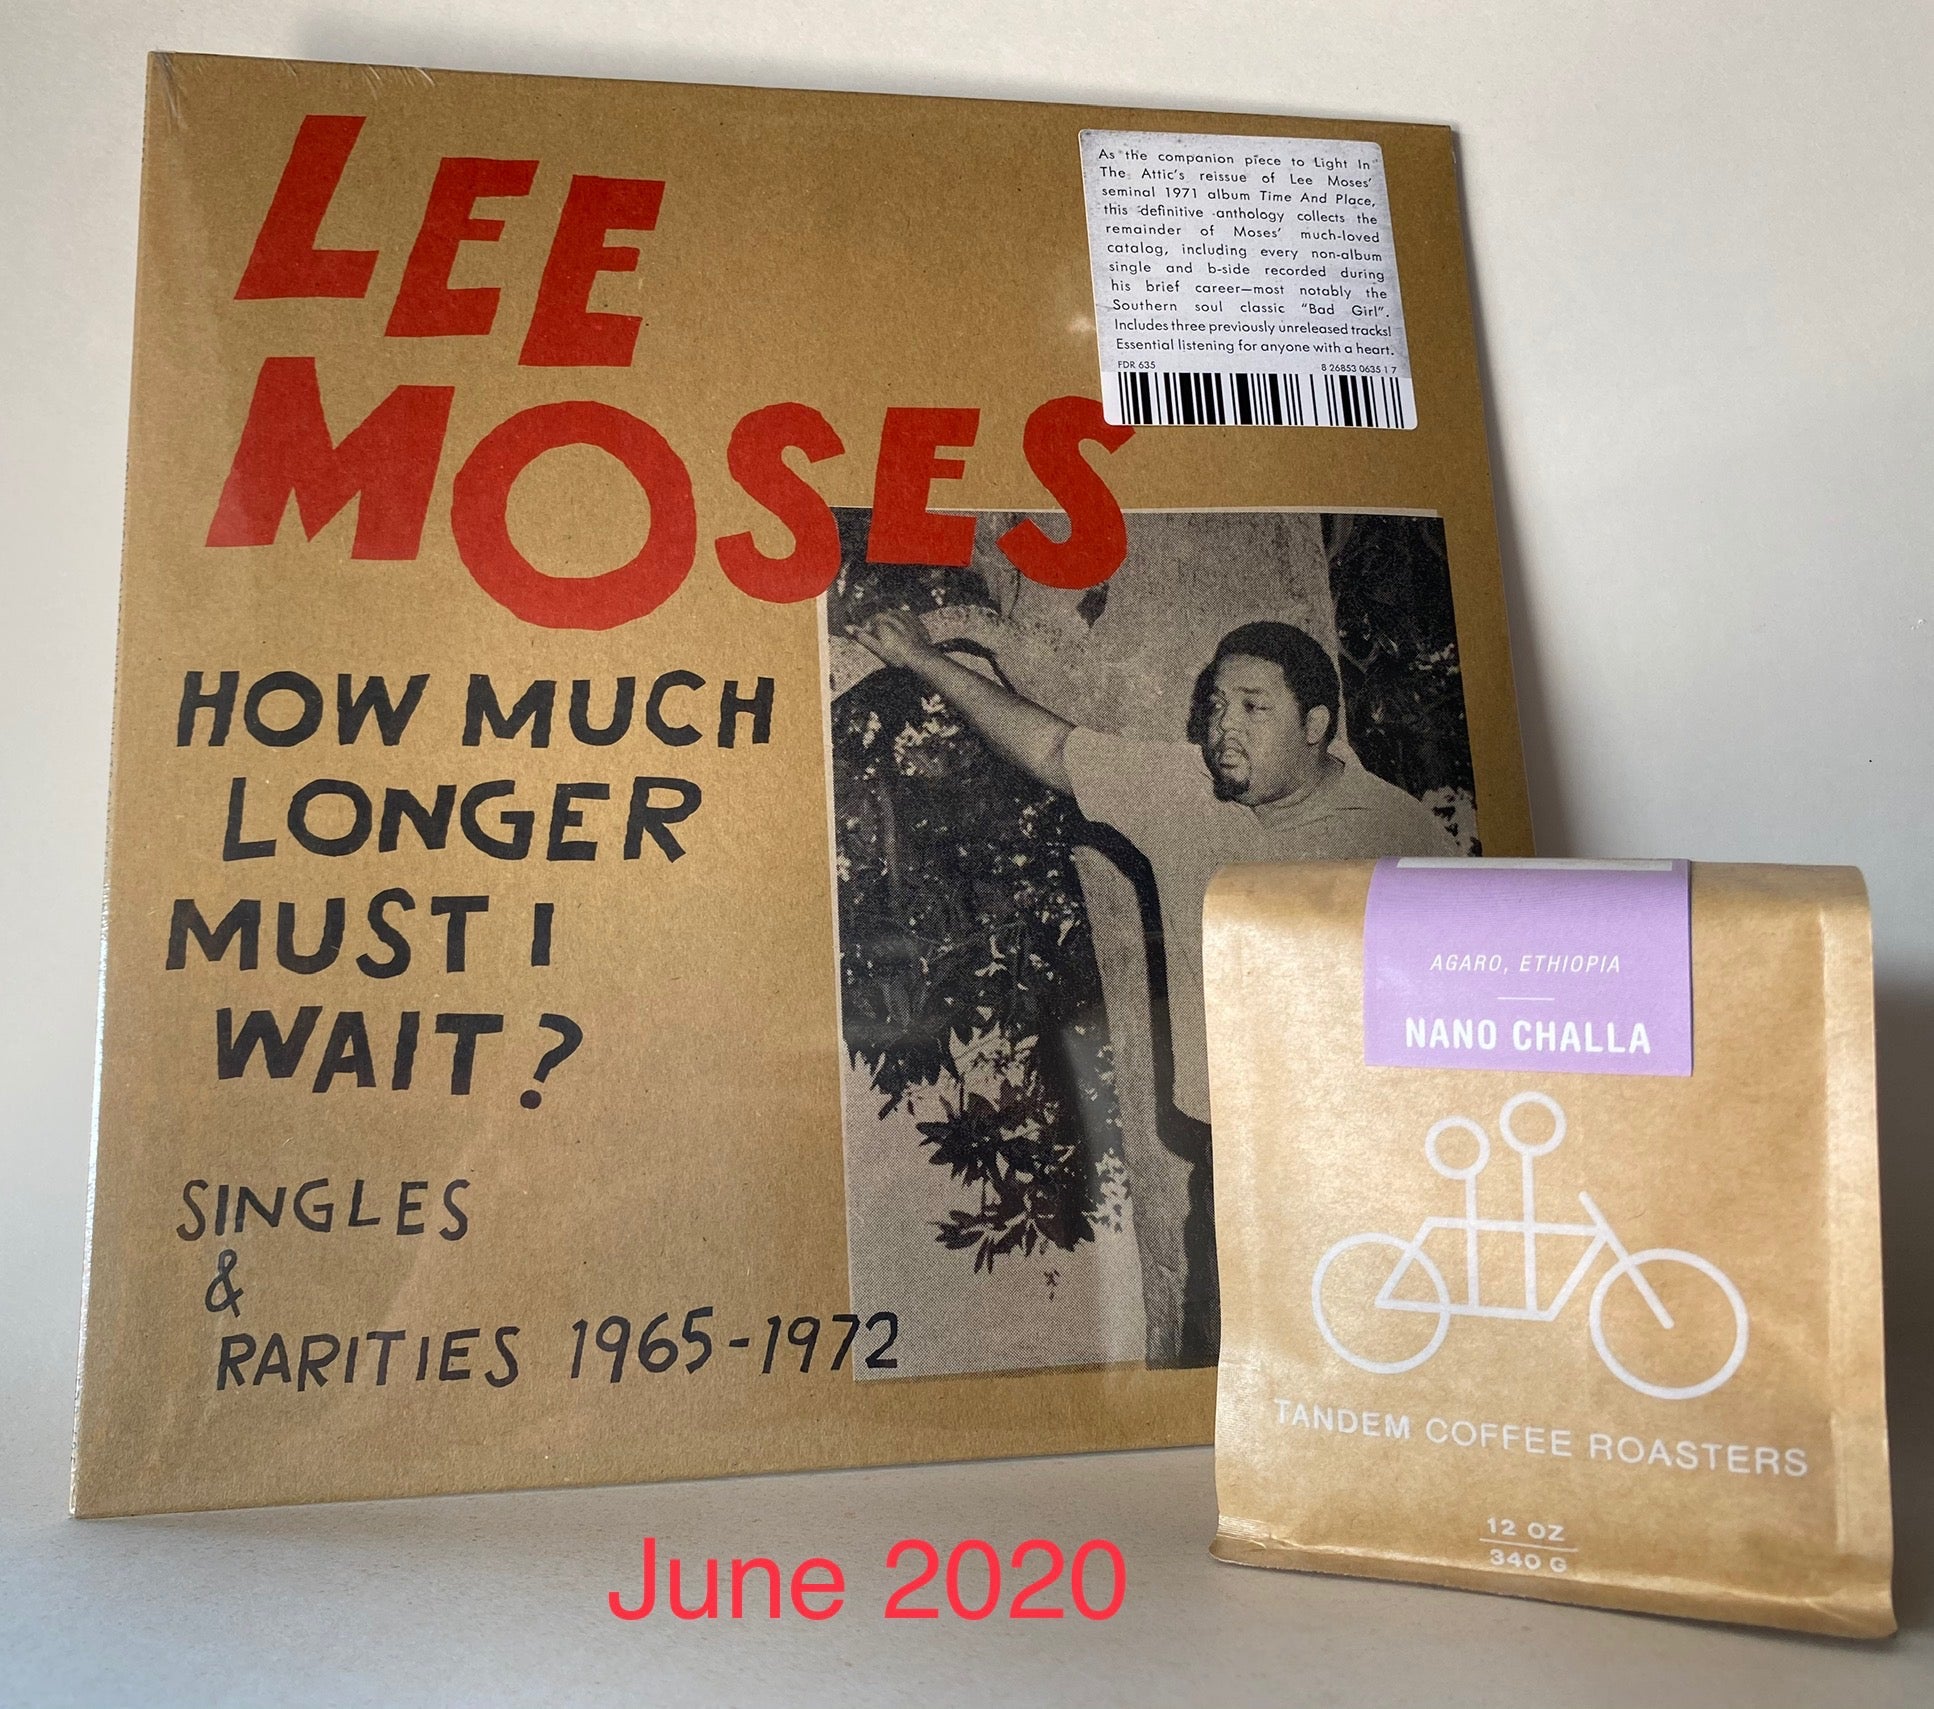 LEE
MOSES
HOW MUCH
LONGER
MUST I
WAIT?
SINGLES
&
RARITIES 1965-1972
As the companion piece to Light In
The Attic's reissue of Lee Moses'
seminal 1971 album Time And Place,
this definitive anthology collects the
remainder of Moses' much-loved
catalog, including every non-album
single and b-side recorded during
his brief career—most notably the
Southern soul classic "Bad Girl".
Includes three previously unreleased tracks!
Essential listening for anyone with a heart.
FDR 635 8 26853 0635 1 7
AGARO, ETHIOPIA
NANO CHALLA
TANDEM COFFEE ROASTERS
12 OZ
340 G
June 2020